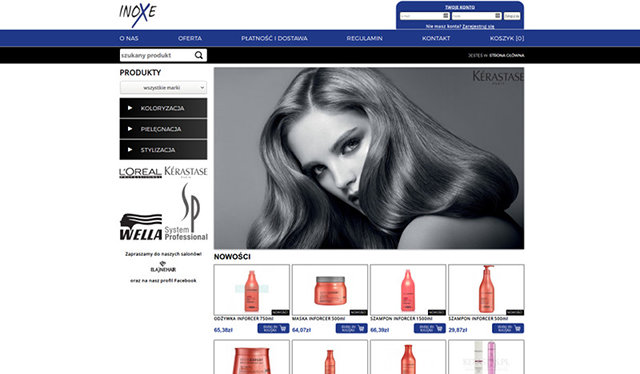 INOXE
TWOJE KONTO
Nie masz konta? Zarejestruj się
O NAS
OFERTA
PŁATNOŚĆ I DOSTAWA
REGULAMIN
KONTAKT
KOSZYK [0]
szukany produkt
JESTEŚ W: STRONA GŁÓWNA
PRODUKTY
wszystkie marki
KOLORYZACJA
PIELĘGNACJA
STYLIZACJA
L'ORÉAL
PROFESSIONNEL
KÉRASTASE
PARIS
SP
WELLA
System
Professional
Zapraszamy do naszych salonów!
oraz na nasz profil Facebook
KÉRASTASE
PARIS
NOWOŚCI
NOWOŚĆ
NOWOŚĆ
NOWOŚĆ
NOWOŚĆ
ODŻYWKA INFORCER 750ml
MASKA INFORCER 500ml
SZAMPON INFORCER 1500ml
SZAMPON INFORCER 500ml
65,38zł
DODAJ DO KOSZYKA
64,07zł
DODAJ DO KOSZYKA
66,39zł
DODAJ DO KOSZYKA
29,87zł
DODAJ DO KOSZYKA